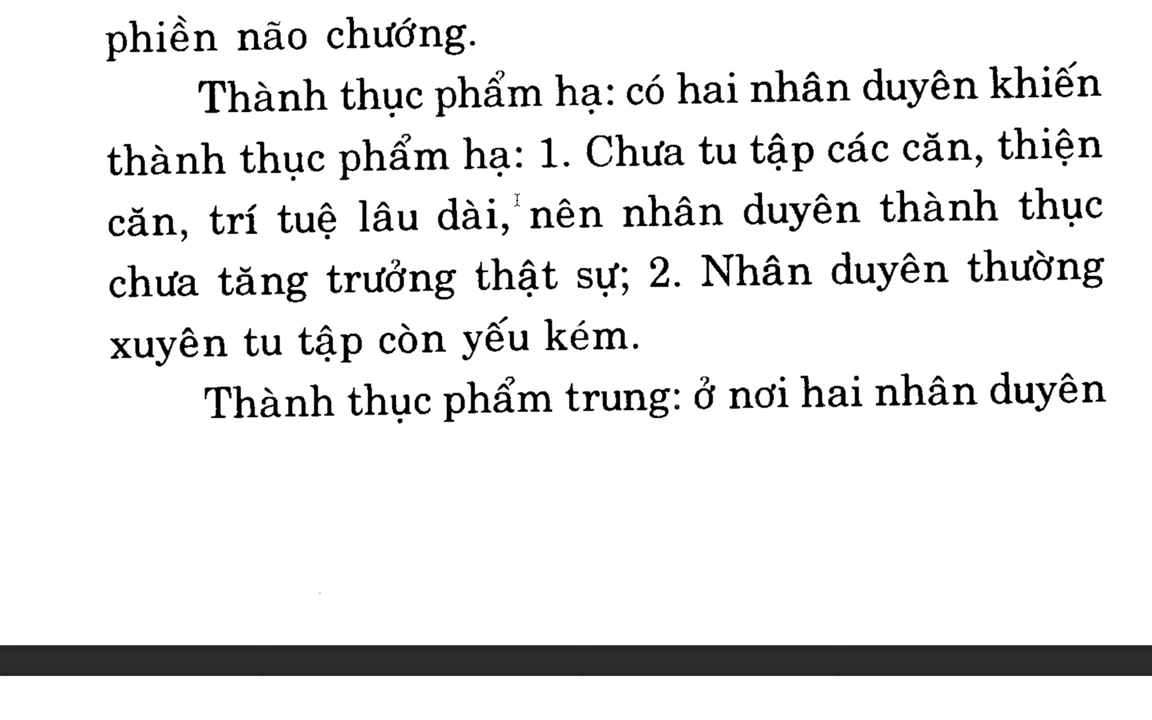 phiền não chướng.
Thành thục phẩm hạ: có hai nhân duyên khiến
thành thục phẩm hạ: 1. Chưa tu tập các căn, thiện
căn, trí tuệ lâu dài, nên nhân duyên thành thục
chưa tăng trưởng thật sự; 2. Nhân duyên thường
xuyên tu tập còn yếu kém.
Thành thục phẩm trung: ở nơi hai nhân duyên